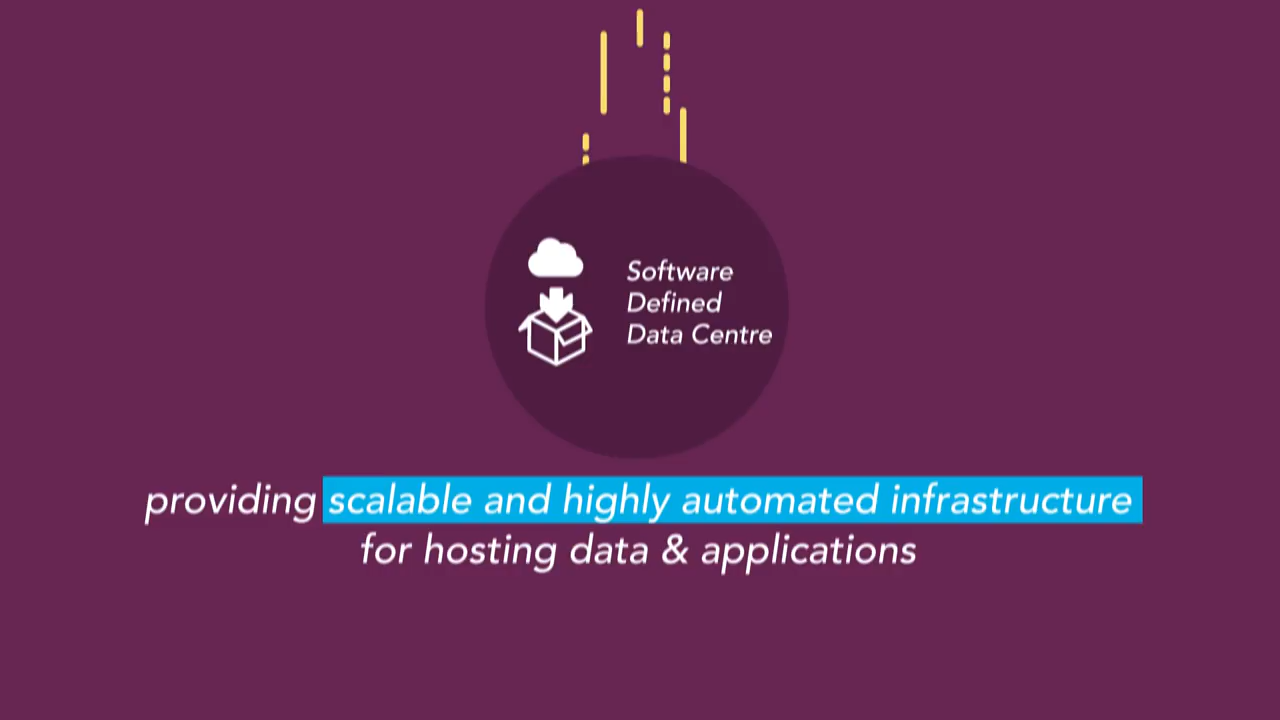 Software
Defined
Data Centre
providing scalable and highly automated infrastructure
for hosting data & applications